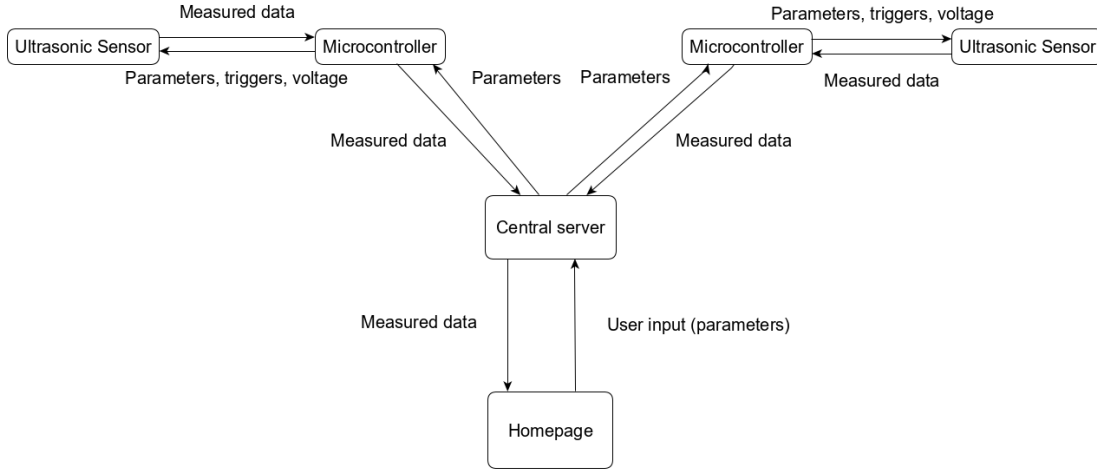 Measured data
Parameters, triggers, voltage
Ultrasonic Sensor
Microcontroller
Microcontroller
Ultrasonic Sensor
Parameters, triggers, voltage
Parameters
Parameters
Measured data
Measured data
Measured data
Central server
Measured data
User input (parameters)
Homepage